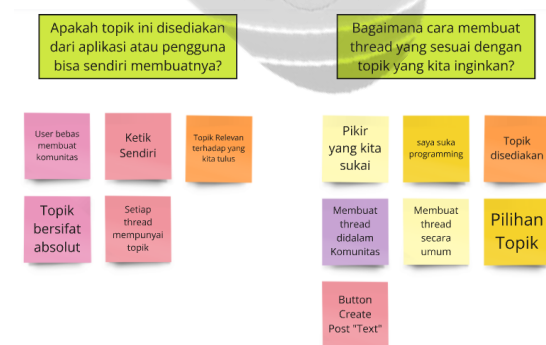 Apakah topik ini disediakan
dari aplikasi atau pengguna
bisa sendiri membuatnya?
User bebas
membuat
komunitas
Ketik
Sendiri
Topik Relevan
terhadap yang
kita tulus
Topik
bersifat
absolut
Setiap
thread
mempunyai
topik
Bagaimana cara membuat
thread yang sesuai dengan
topik yang kita inginkan?
Pikir
yang kita
sukai
saya suka
programming
Topik
disediakan
Membuat
thread
didalam
Komunitas
Membuat
thread
secara
umum
Pilihan
Topik
Button
Create
Post "Text"